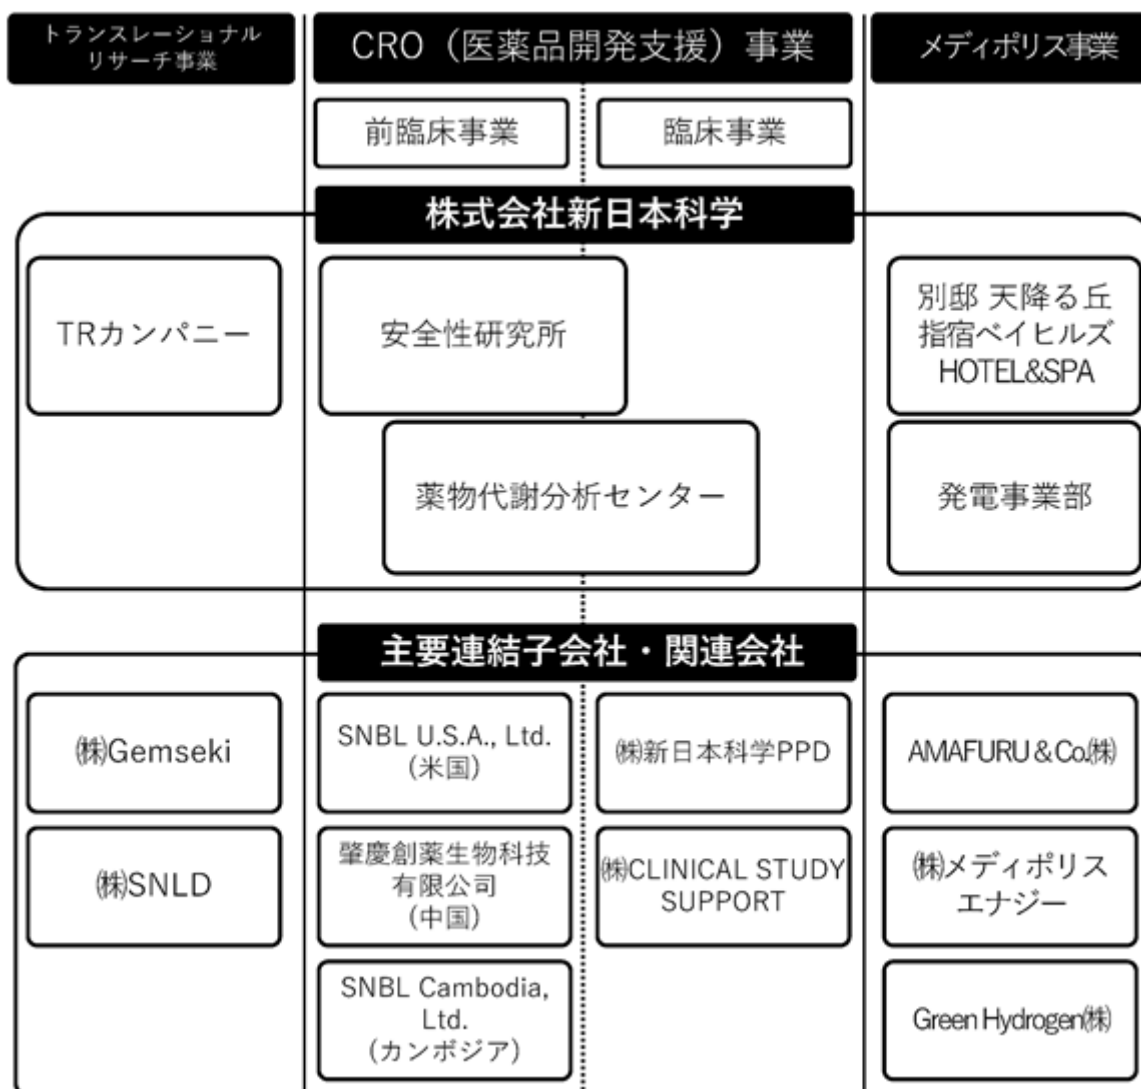 トランスレーショナル
リサーチ事業
CRO（医薬品開発支援）事業
メディポリス事業
前臨床事業
臨床事業
株式会社新日本科学
TRカンパニー
安全性研究所
別邸 天降る丘
指宿ベイヒルズ
HOTEL&SPA
薬物代謝分析センター
発電事業部
主要連結子会社・関連会社
㈱Gemseki
SNBL U.S.A., Ltd.
（米国）
㈱新日本科学PPD
AMAFURU & Co.㈱
㈱SNLD
肇慶創薬生物科技
有限公司
（中国）
㈱CLINICAL STUDY
SUPPORT
㈱メディポリス
エナジー
SNBL Cambodia,
Ltd.
（カンボジア）
Green Hydrogen㈱